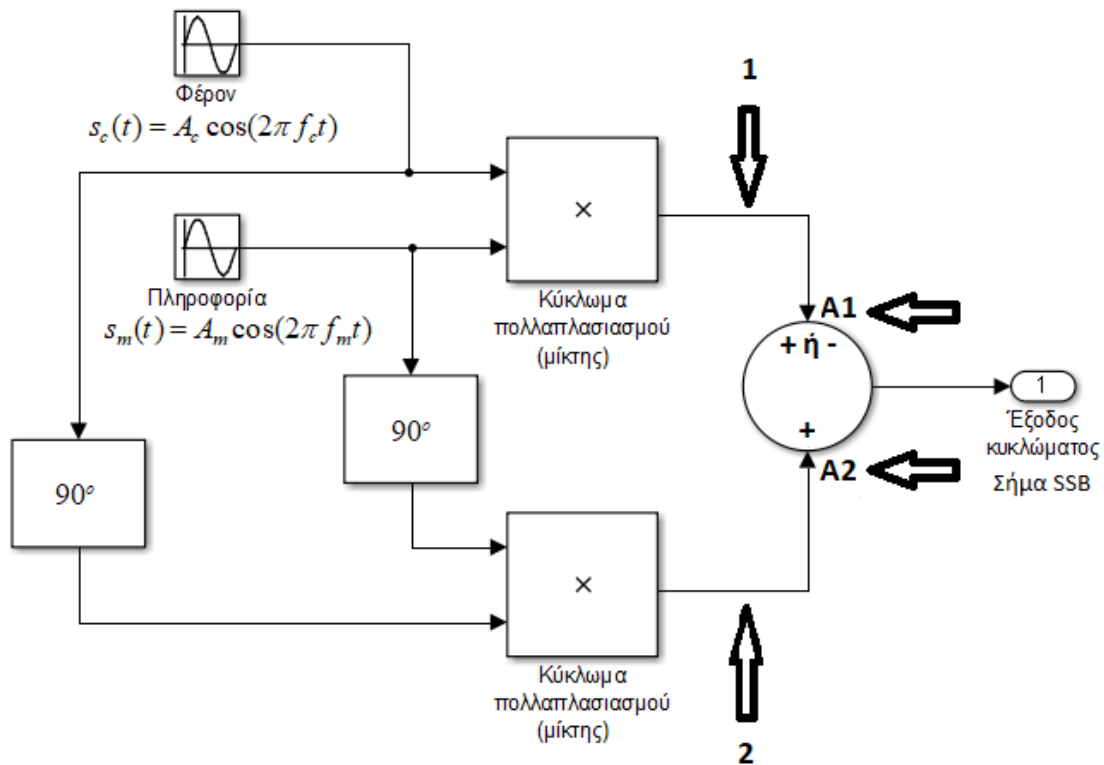 1
Φέρον
s_c(t) = A_c cos(2π f_c t)
×
Πληροφορία
s_m(t) = A_m cos(2π f_m t)
Κύκλωμα
πολλαπλασιασμού
(μίκτης)
A1
+ ή -
+
A2
1
Έξοδος
κυκλώματος
Σήμα SSB
90°
90°
×
Κύκλωμα
πολλαπλασιασμού
(μίκτης)
2